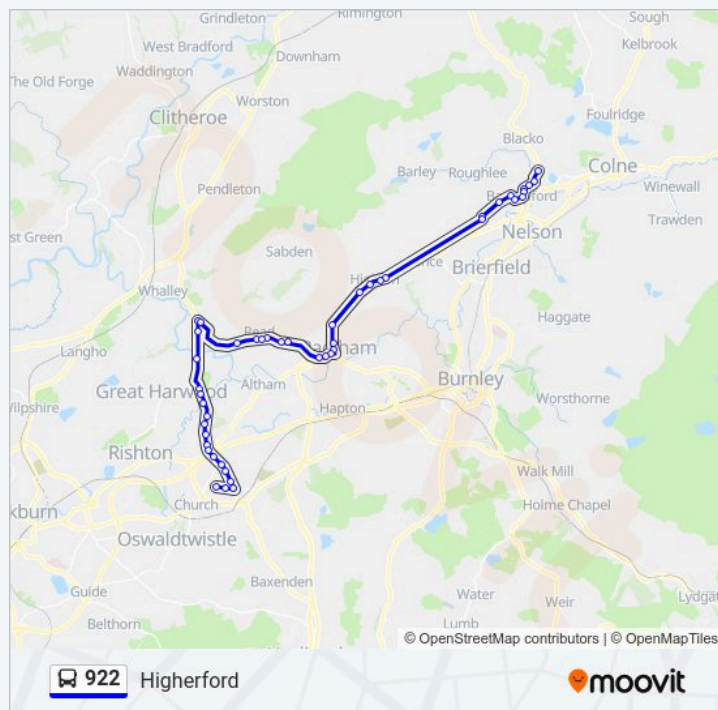 Rimington
Sough
Grindleton
Kelbrook
West Bradford
Downham
Waddington
The Old Forge
Worston
Foulridge
Clitheroe
Blacko
Barley
Roughlee
Colne
Pendleton
Winewall
st Green
Nelson
Trawden
Sabden
Brierfield
Whalley
Haggate
Read
Langho
Altham
Great Harwood
Burnley
Worsthorne
Wilpshire
Hapton
Rishton
Walk Mill
Church
Holme Chapel
kburn
Oswaldtwistle
Baxenden
Guide
Water
Weir
Lydgat
Belthorn
Lumb
© OpenStreetMap contributors | © OpenMapTiles
922 Higherford
moovit